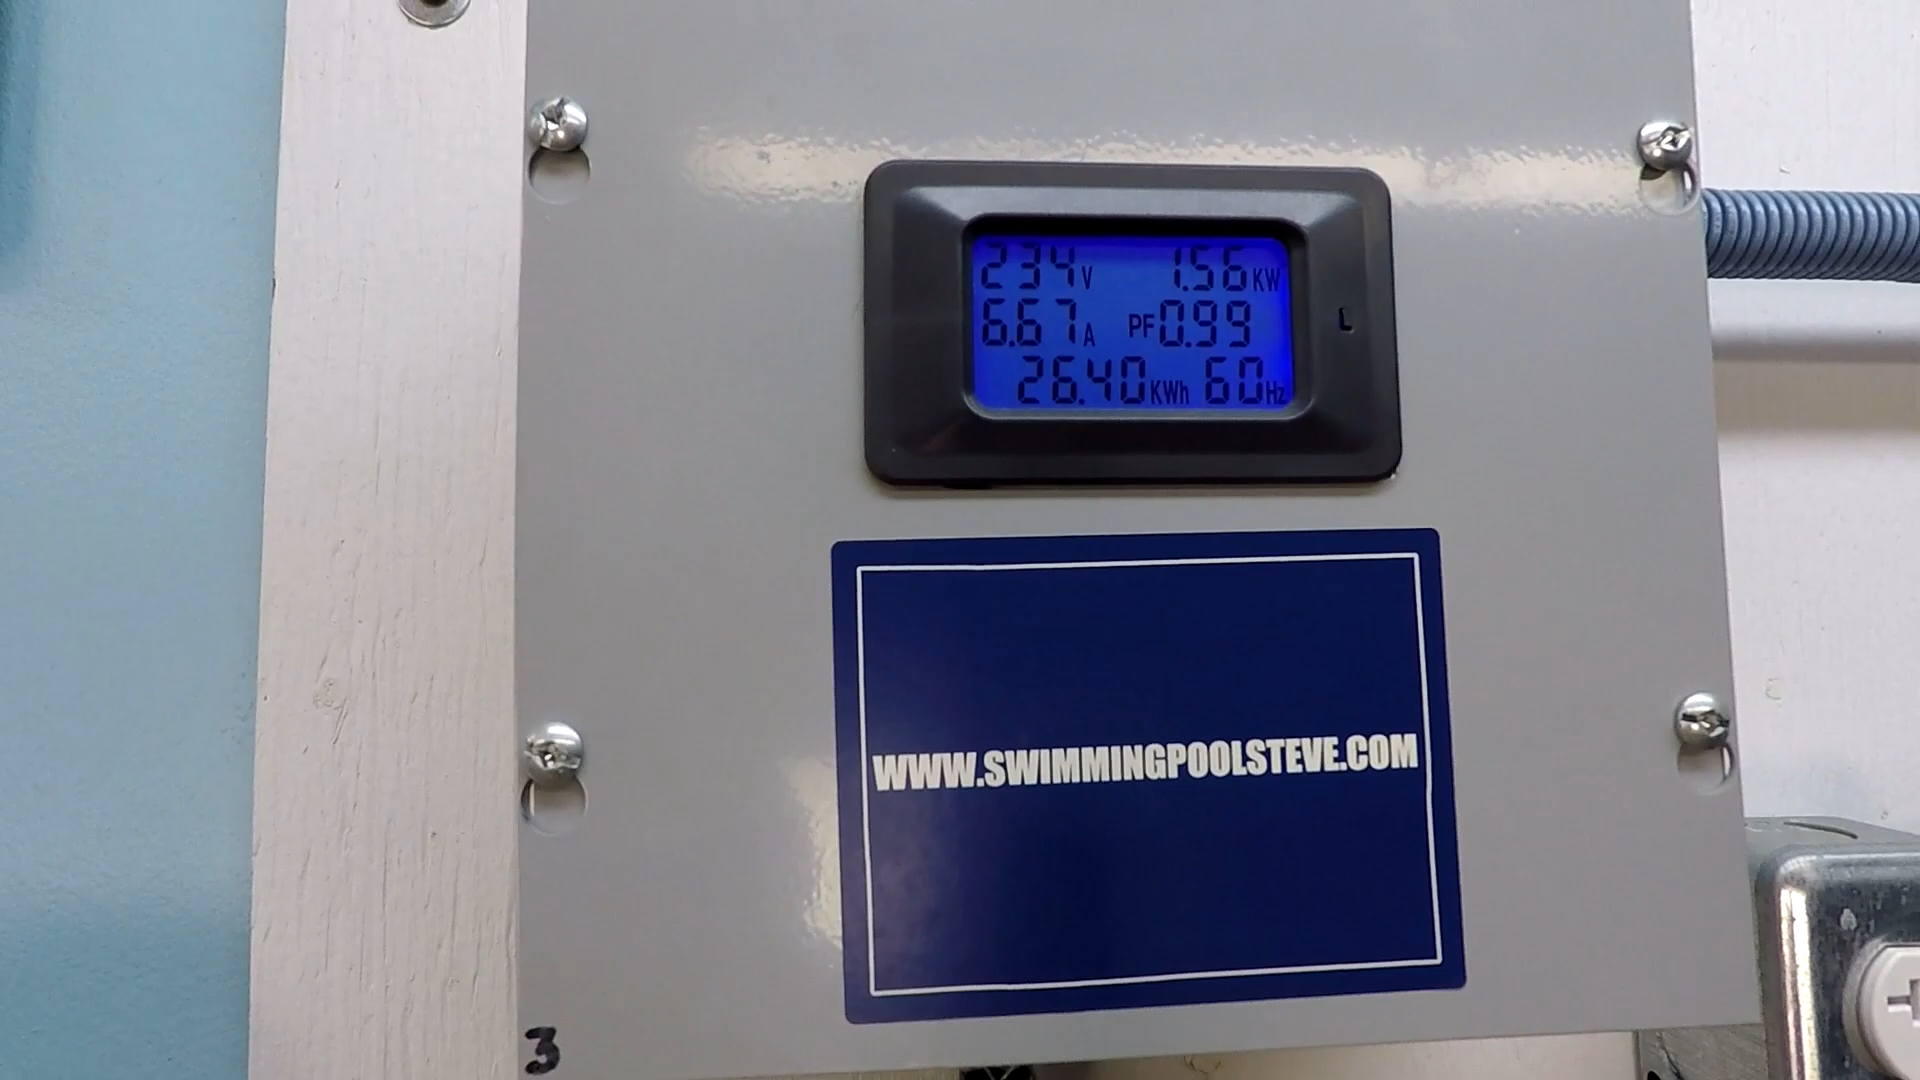 234V 1.56KW
6.67A PF0.99
26.40KWh 60Hz
L
WWW.SWIMMINGPOOLSTEVE.COM
3